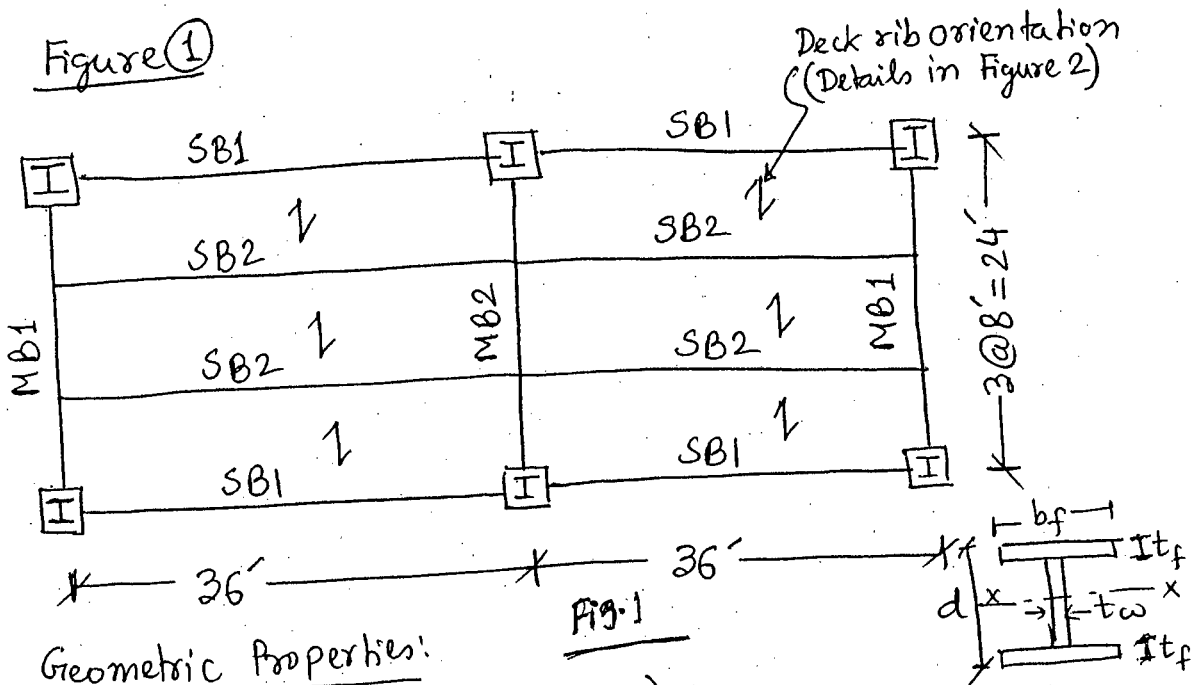 Figure ①
Deck rib orientation
(Details in Figure 2)
SB1
SB1
I
I
I
SB2
SB2
MB1
MB2
MB1
3@8'=24'
SB2
SB2
SB1
SB1
I
I
I
36'
36'
Fig.1
bf
tf
d
x
x
tw
tf
Geometric Properties: